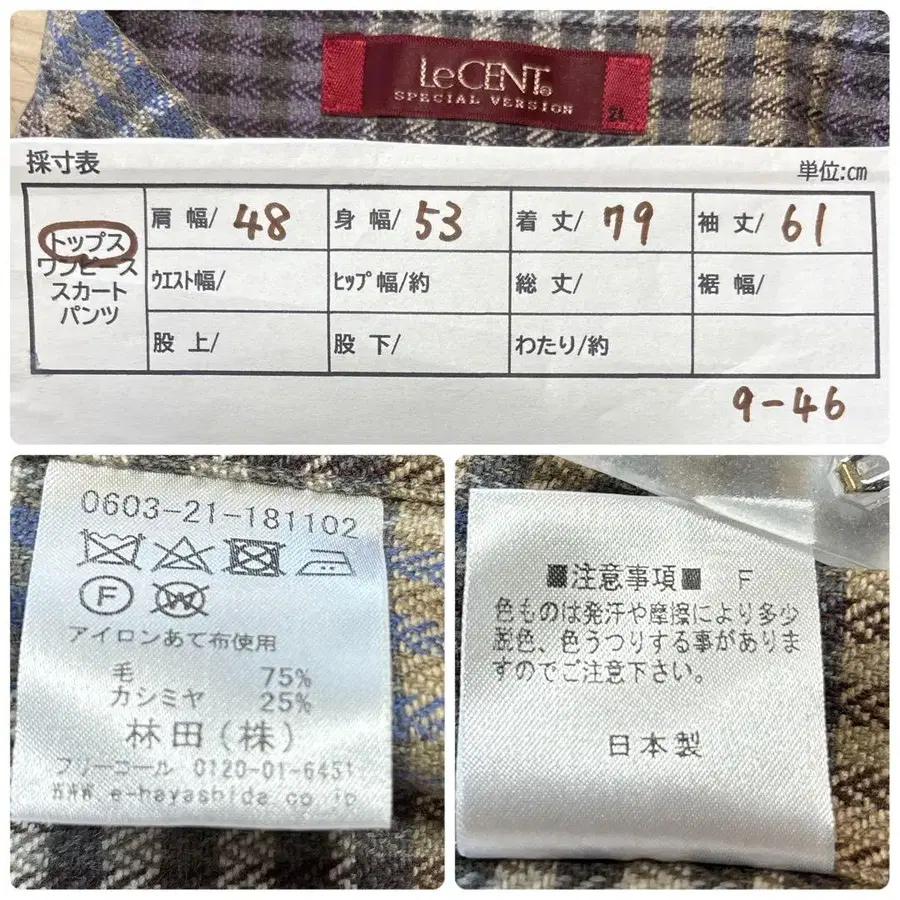 LeCENT®
SPECIAL VERSION
採寸表
単位:cm
トップス
ワンピース
スカート
パンツ
肩 幅/ 48
身 幅/ 53
着 丈/ 79
袖 丈/ 61
ウエスト幅/
ヒップ幅/約
総 丈/
裾 幅/
股 上/
股 下/
わたり/約
9-46
0603-21-181102
F
W
アイロンあて布使用
毛 75%
カシミヤ 25%
林田(株)
フリーコール 0120-01-6451
www.e-hayashida.co.jp
■注意事項■ F
色ものは発汗や摩擦により多少
脱色、色うつりする事がありま
すのでご注意下さい。
日本製